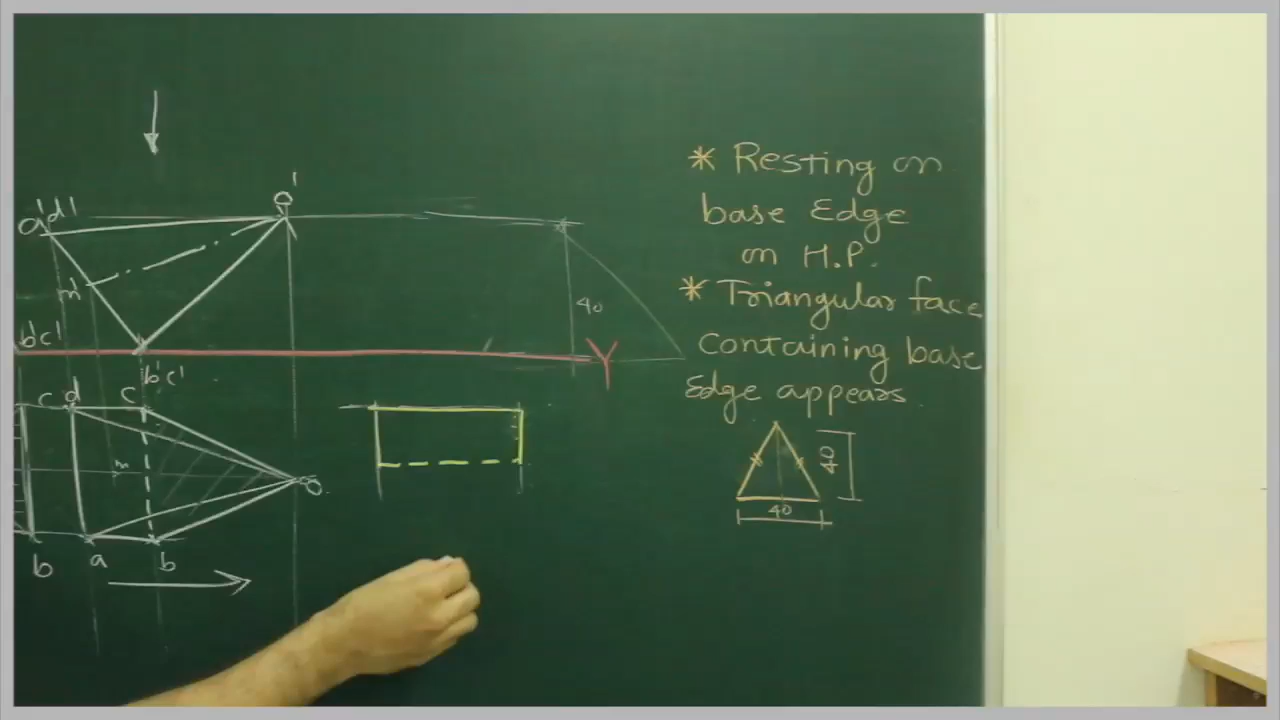 * Resting on
base Edge
on H.P.
* Triangular face
containing base
Edge appears.
40
40
o'
a'd'
m'
40
b'c'
Y
b'c'
c
d
c
m
o
b
a
b